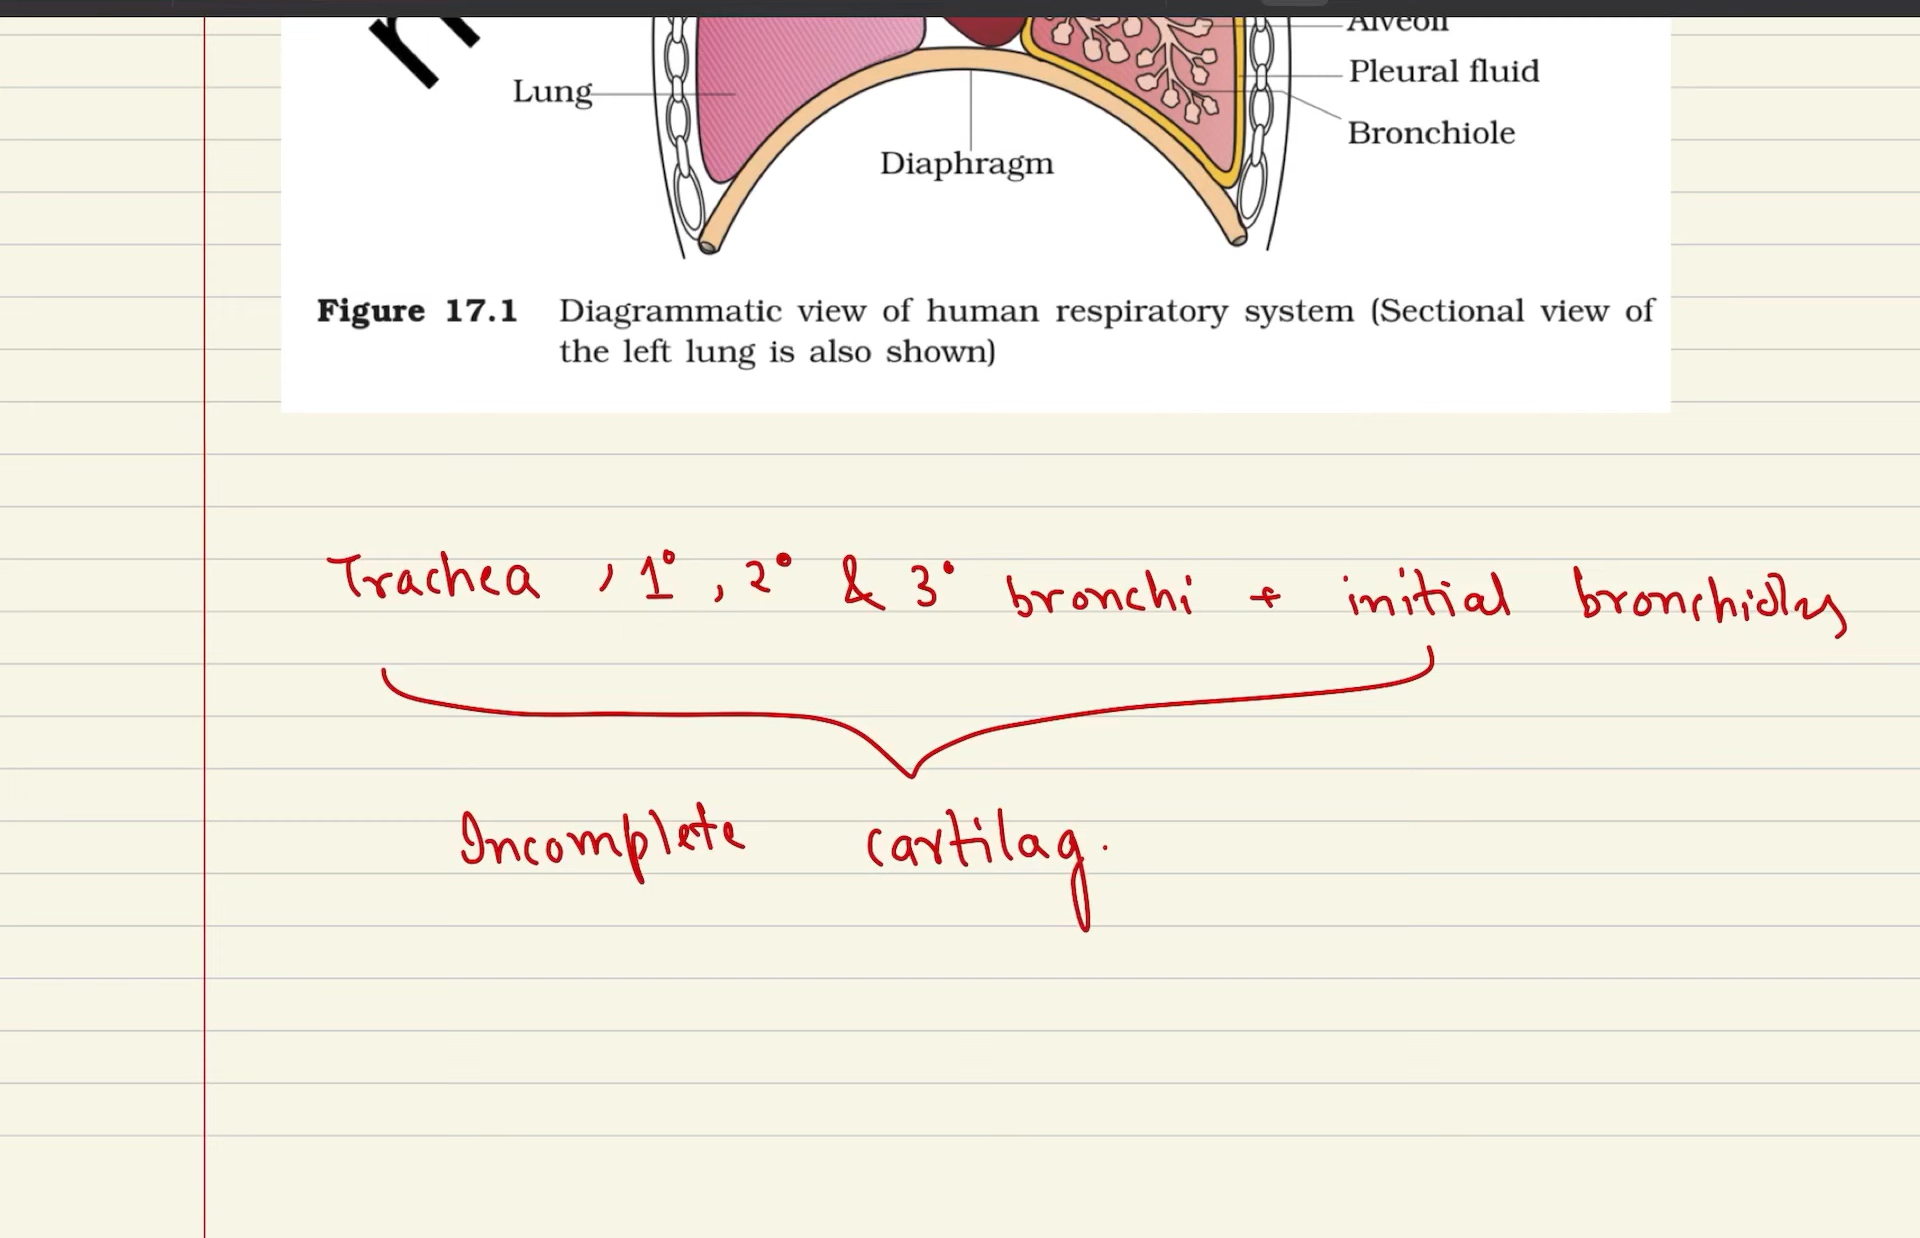 Alveoli
Lung
Pleural fluid
Bronchiole
Diaphragm
Figure 17.1 Diagrammatic view of human respiratory system (Sectional view of
the left lung is also shown)
Trachea , 1° , 2° & 3° bronchi + initial bronchioles
Incomplete cartilag.